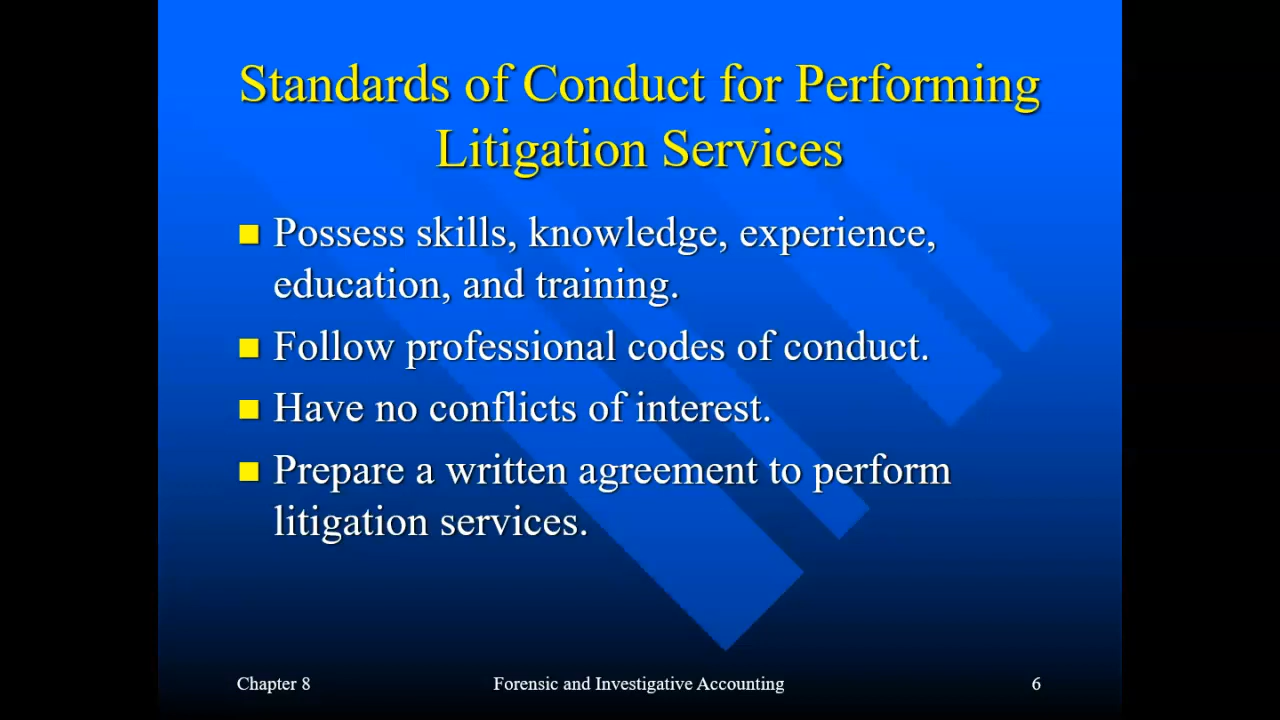 Standards of Conduct for Performing
Litigation Services
Possess skills, knowledge, experience,
education, and training.
Follow professional codes of conduct.
Have no conflicts of interest.
Prepare a written agreement to perform
litigation services.
Chapter 8
Forensic and Investigative Accounting
6